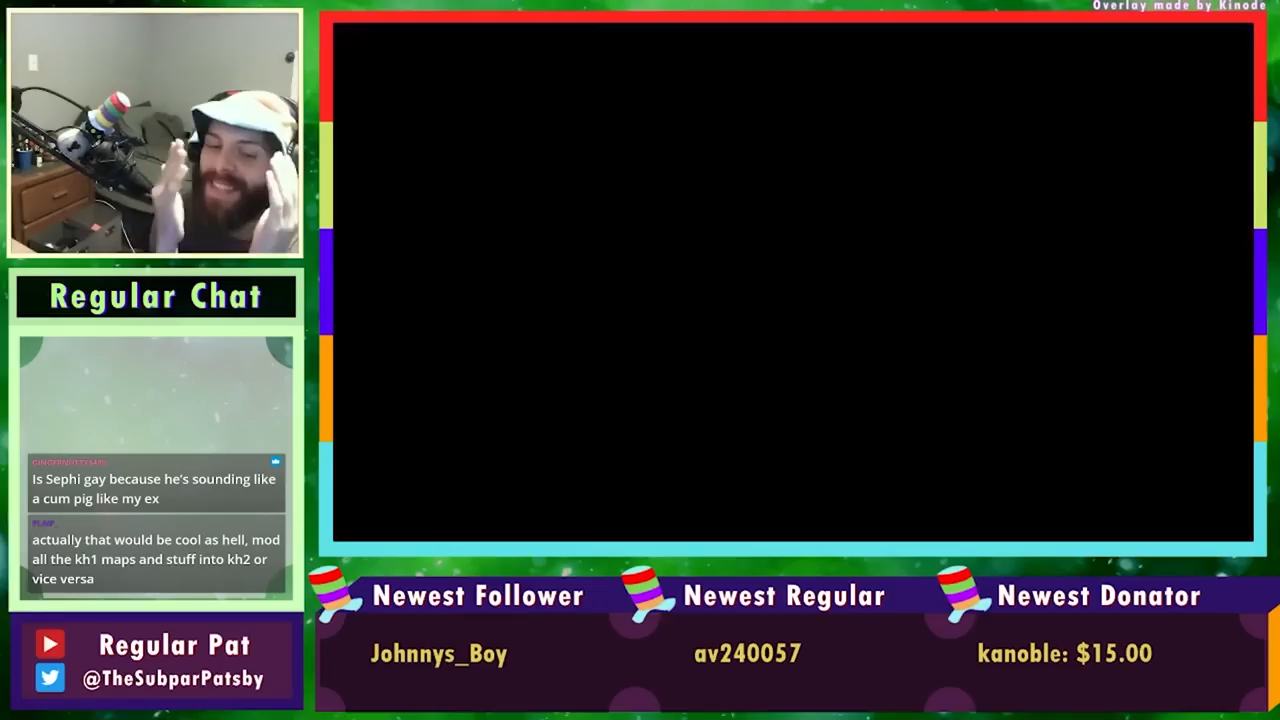 Overlay made by Kinode
Regular Chat
Is Sephi gay because he's sounding like
a cum pig like my ex
actually that would be cool as hell, mod
all the kh1 maps and stuff into kh2 or
vice versa
Regular Pat
@TheSubparPatsby
Newest Follower
Johnnys_Boy
Newest Regular
av240057
Newest Donator
kanoble: $15.00